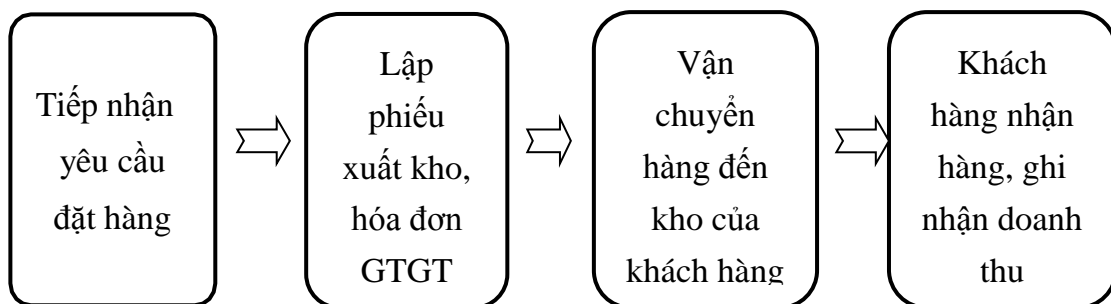 Tiếp nhận
yêu cầu
đặt hàng
Lập
phiếu
xuất kho,
hóa đơn
GTGT
Vận
chuyển
hàng đến
kho của
khách hàng
Khách
hàng nhận
hàng, ghi
nhận doanh
thu